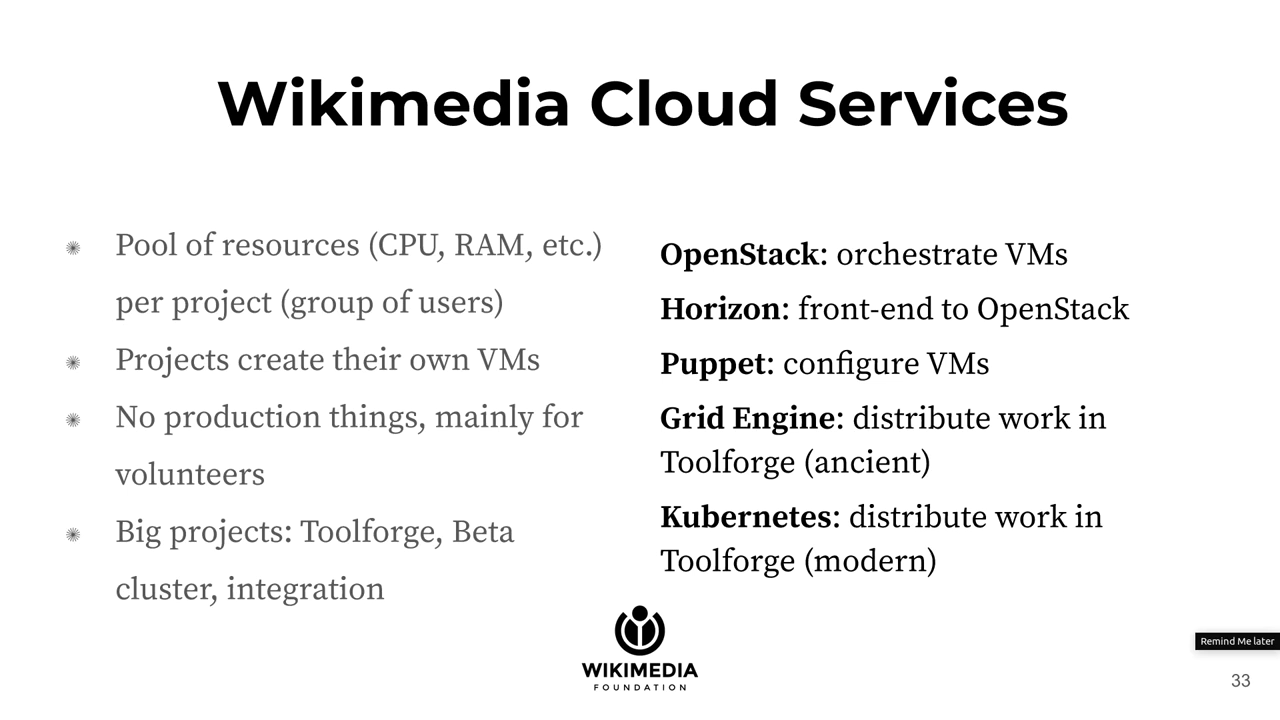 Wikimedia Cloud Services
Pool of resources (CPU, RAM, etc.)
per project (group of users)
Projects create their own VMs
No production things, mainly for
volunteers
Big projects: Toolforge, Beta
cluster, integration
OpenStack: orchestrate VMs
Horizon: front-end to OpenStack
Puppet: configure VMs
Grid Engine: distribute work in
Toolforge (ancient)
Kubernetes: distribute work in
Toolforge (modern)
WIKIMEDIA
FOUNDATION
Remind Me later
33